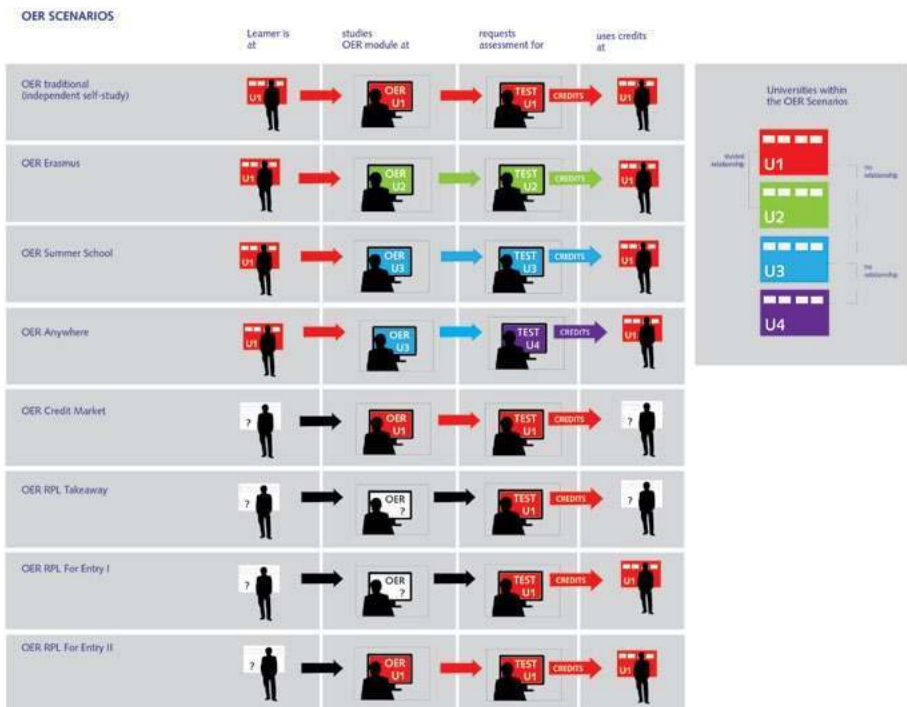 OER SCENARIOS
Learner is
at
studies
OER module at
requests
assessment for
uses credits
at
OER traditional
(independent self-study)
U1
OER
U1
TEST
U1
CREDITS
U1
OER Erasmus
U1
OER
U2
TEST
U2
CREDITS
U1
OER Summer School
U1
OER
U3
TEST
U3
CREDITS
U1
OER Anywhere
U1
OER
U3
TEST
U4
CREDITS
U1
OER Credit Market
?
OER
U1
TEST
U1
CREDITS
?
OER RPL Takeaway
?
OER
?
TEST
U1
CREDITS
?
OER RPL For Entry I
?
OER
?
TEST
U1
CREDITS
U1
OER RPL For Entry II
?
OER
U1
TEST
U1
CREDITS
U1
Universities within
the OER Scenarios
trusted
relationship
U1
no
relationship
U2
U3
no
relationship
U4